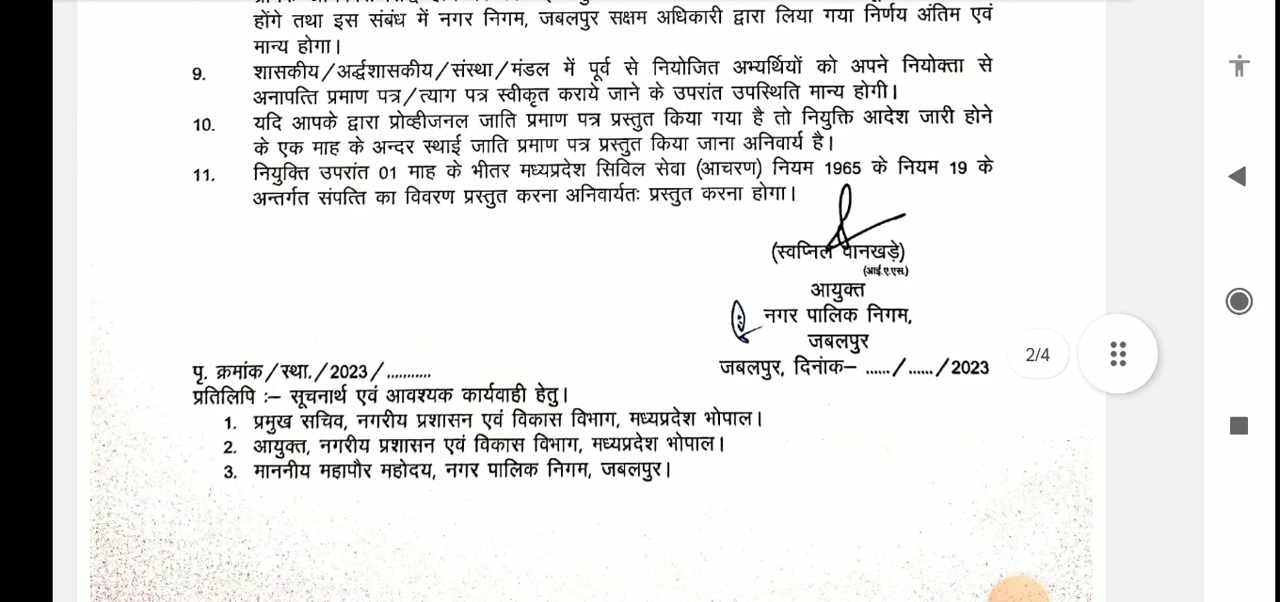 होंगे तथा इस संबंध में नगर निगम, जबलपुर सक्षम अधिकारी द्वारा लिया गया निर्णय अंतिम एवं
मान्य होगा।
9. शासकीय/अर्द्धशासकीय/संस्था/मंडल में पूर्व से नियोजित अभ्यर्थियों को अपने नियोक्ता से
अनापत्ति प्रमाण पत्र/त्याग पत्र स्वीकृत कराये जाने के उपरांत उपस्थिति मान्य होगी।
10. यदि आपके द्वारा प्रोव्हीजनल जाति प्रमाण पत्र प्रस्तुत किया गया है तो नियुक्ति आदेश जारी होने
के एक माह के अन्दर स्थाई जाति प्रमाण पत्र प्रस्तुत किया जाना अनिवार्य है।
11. नियुक्ति उपरांत 01 माह के भीतर मध्यप्रदेश सिविल सेवा (आचरण) नियम 1965 के नियम 19 के
अन्तर्गत संपत्ति का विवरण प्रस्तुत करना अनिवार्यतः प्रस्तुत करना होगा।
(स्वप्निल वानखड़े)
(आई.ए.एस.)
आयुक्त
नगर पालिक निगम,
जबलपुर
2/4
पृ. क्रमांक/स्था./2023/...........
जबलपुर, दिनांक– ....../....../2023
प्रतिलिपि :– सूचनार्थ एवं आवश्यक कार्यवाही हेतु।
1. प्रमुख सचिव, नगरीय प्रशासन एवं विकास विभाग, मध्यप्रदेश भोपाल।
2. आयुक्त, नगरीय प्रशासन एवं विकास विभाग, मध्यप्रदेश भोपाल।
3. माननीय महापौर महोदय, नगर पालिक निगम, जबलपुर।